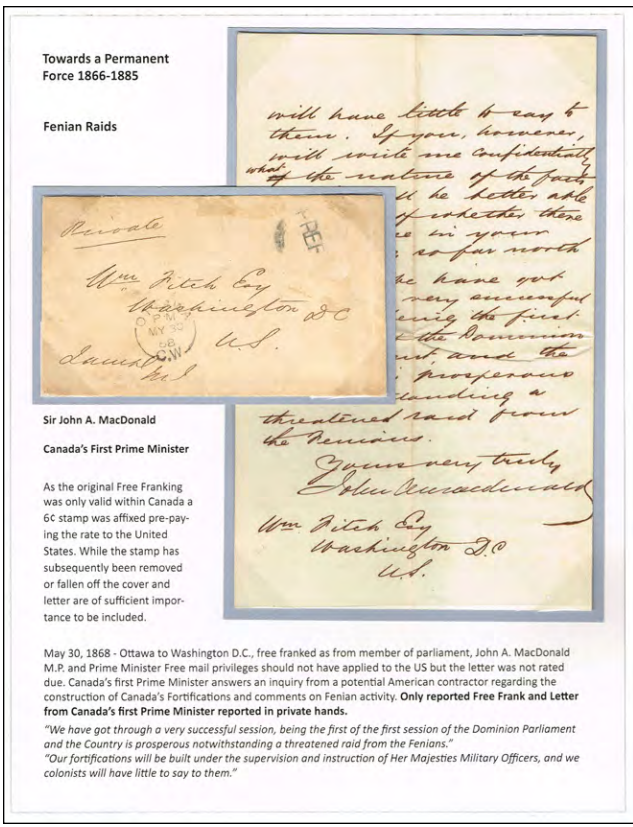 Towards a Permanent
Force 1866-1885
Fenian Raids
will have little to say to
them. If you, however,
will write me confidentially
what
of the nature of the facts
ll be better able
of whether there
e in your
so far north
be have got
very successful
eing the first
the Dominion
ent and the
prosperous
anding a
threatened raid from
the Fenians.
Yours very truly
John A Macdonald
Wm. Fitch Esq
Washington D.C
U.S.
Private
FREE
Wm. Fitch Esq
Washington DC
U.S.
O
P.M
MY 30
68
C.W
Sir John A. MacDonald
Canada's First Prime Minister
As the original Free Franking
was only valid within Canada a
6¢ stamp was affixed pre-pay-
ing the rate to the United
States. While the stamp has
subsequently been removed
or fallen off the cover and
letter are of sufficient impor-
tance to be included.
May 30, 1868 - Ottawa to Washington D.C., free franked as from member of parliament, John A. MacDonald
M.P. and Prime Minister Free mail privileges should not have applied to the US but the letter was not rated
due. Canada's first Prime Minister answers an inquiry from a potential American contractor regarding the
construction of Canada's Fortifications and comments on Fenian activity. Only reported Free Frank and Letter
from Canada's first Prime Minister reported in private hands.
"We have got through a very successful session, being the first of the first session of the Dominion Parliament
and the Country is prosperous notwithstanding a threatened raid from the Fenians."
"Our fortifications will be built under the supervision and instruction of Her Majesties Military Officers, and we
colonists will have little to say to them."